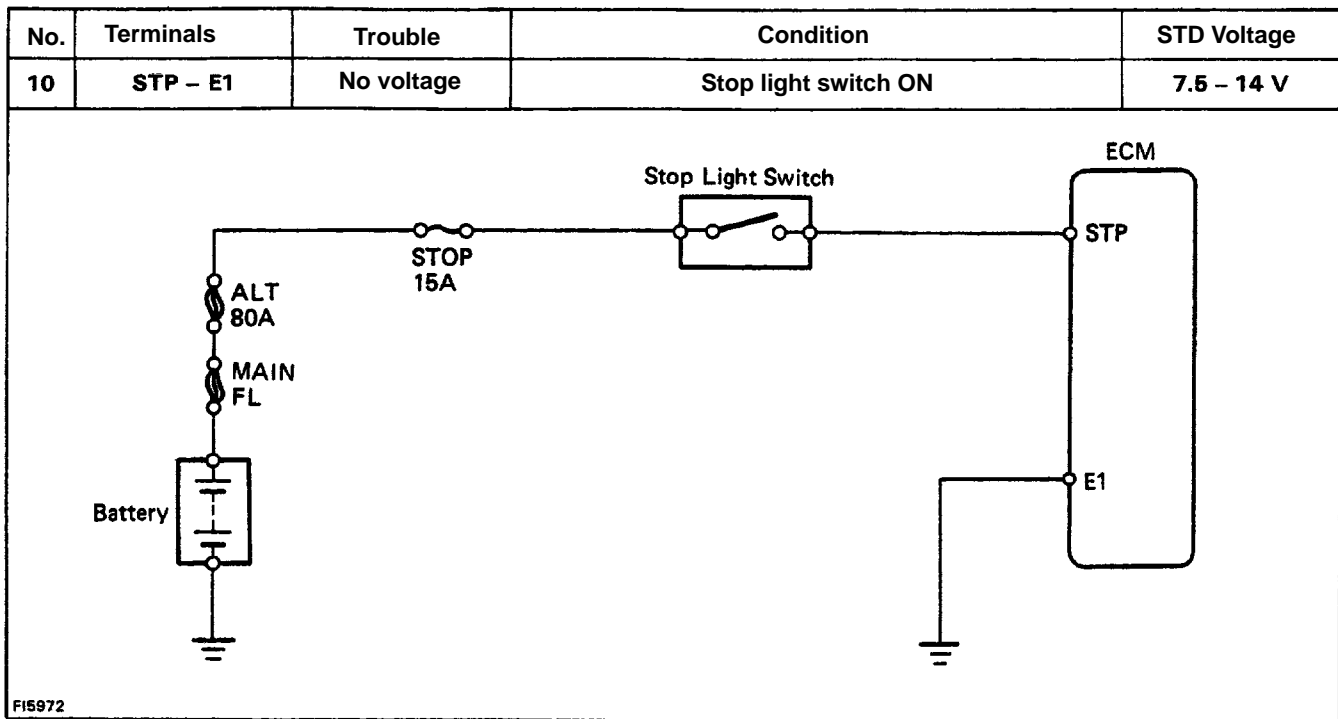 No. Terminals Trouble Condition STD Voltage
10 STP – E1 No voltage Stop light switch ON 7.5 – 14 V
ECM
Stop Light Switch
STP
STOP
15A
ALT
80A
MAIN
FL
E1
Battery
FI5972